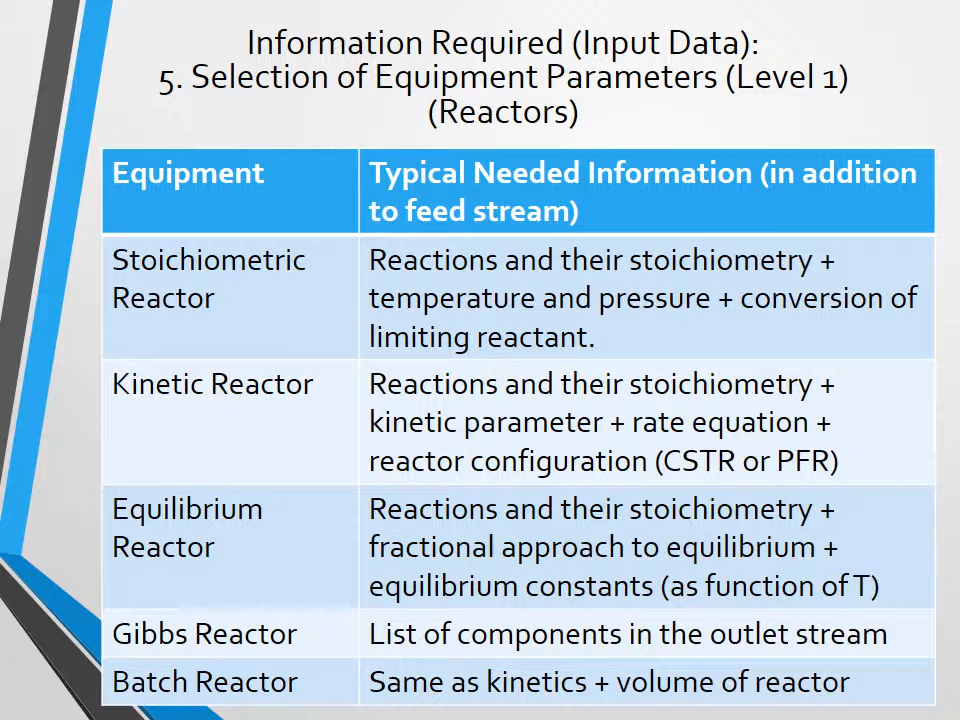 Information Required (Input Data):
5. Selection of Equipment Parameters (Level 1)
(Reactors)
Equipment
Typical Needed Information (in addition
to feed stream)
Stoichiometric
Reactor
Reactions and their stoichiometry +
temperature and pressure + conversion of
limiting reactant.
Kinetic Reactor
Reactions and their stoichiometry +
kinetic parameter + rate equation +
reactor configuration (CSTR or PFR)
Equilibrium
Reactor
Reactions and their stoichiometry +
fractional approach to equilibrium +
equilibrium constants (as function of T)
Gibbs Reactor
List of components in the outlet stream
Batch Reactor
Same as kinetics + volume of reactor